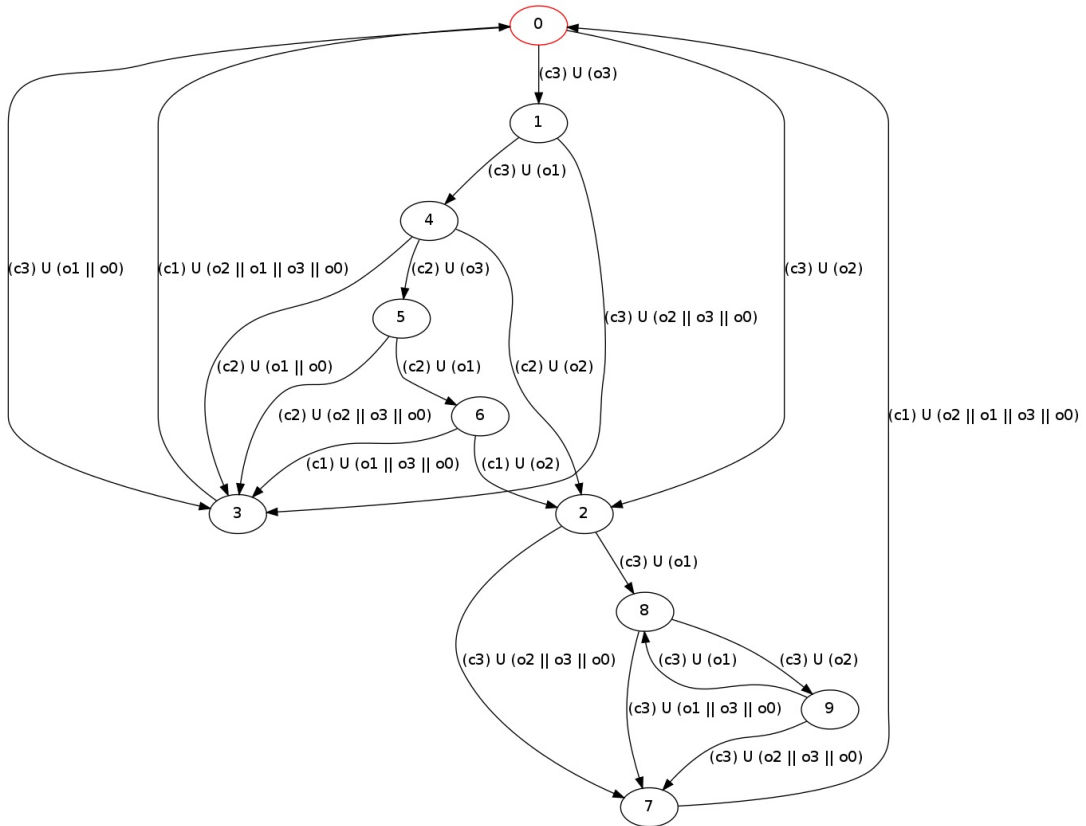 0
(c3) U (o3)
1
(c3) U (o1)
4
(c3) U (o1 || o0)
(c1) U (o2 || o1 || o3 || o0)
(c2) U (o3)
(c3) U (o2)
5
(c3) U (o2 || o3 || o0)
(c2) U (o1 || o0)
(c2) U (o1)
(c2) U (o2)
(c2) U (o2 || o3 || o0)
6
(c1) U (o2 || o1 || o3 || o0)
(c1) U (o1 || o3 || o0)
(c1) U (o2)
3
2
(c3) U (o1)
8
(c3) U (o2 || o3 || o0)
(c3) U (o1)
(c3) U (o2)
(c3) U (o1 || o3 || o0)
9
(c3) U (o2 || o3 || o0)
7